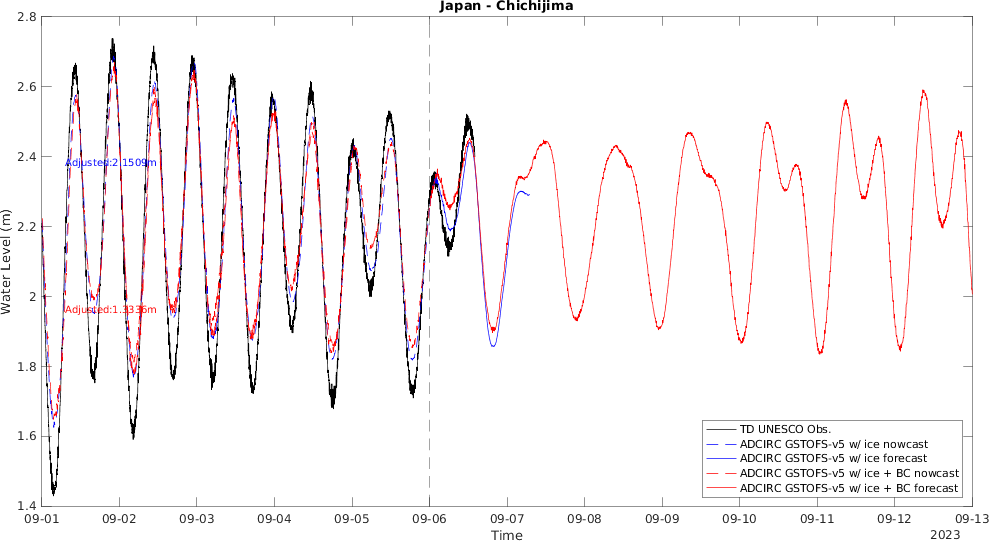 Japan - Chichijima
2.8
2.6
2.4
2.2
2
1.8
1.6
1.4
Water Level (m)
Adjusted:2.1509m
Adjusted:1.3336m
TD UNESCO Obs.
ADCIRC GSTOFS-v5 w/ ice nowcast
ADCIRC GSTOFS-v5 w/ ice forecast
ADCIRC GSTOFS-v5 w/ ice + BC nowcast
ADCIRC GSTOFS-v5 w/ ice + BC forecast
09-01 09-02 09-03 09-04 09-05 09-06 09-07 09-08 09-09 09-10 09-11 09-12 09-13
Time
2023